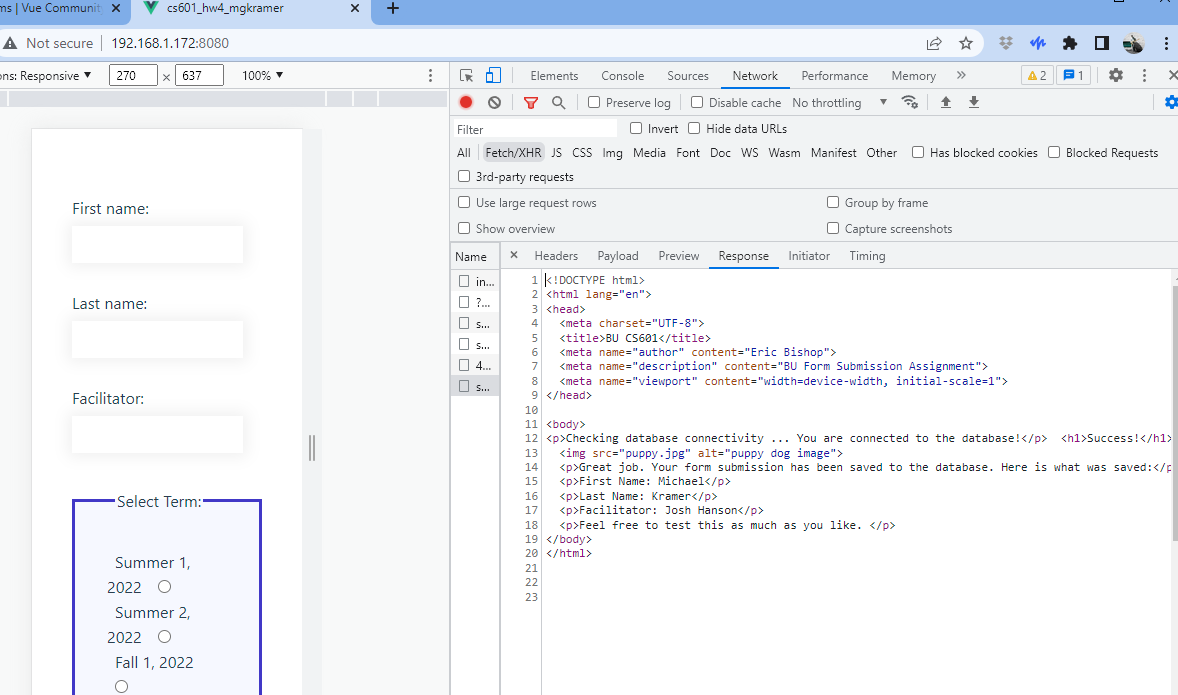 ms | Vue Communit
cs601_hw4_mgkramer
Not secure
192.168.1.172:8080
ns: Responsive ▼ 270 × 637 100% ▼
Elements Console Sources Network Performance Memory » 2 1
Preserve log Disable cache No throttling ▼
Filter Invert Hide data URLs
All Fetch/XHR JS CSS Img Media Font Doc WS Wasm Manifest Other Has blocked cookies Blocked Requests
3rd-party requests
Use large request rows Group by frame
Show overview Capture screenshots
Name
in...
?...
s...
s...
4...
s...
× Headers Payload Preview Response Initiator Timing
1 <!DOCTYPE html>
2 <html lang="en">
3 <head>
4 <meta charset="UTF-8">
5 <title>BU CS601</title>
6 <meta name="author" content="Eric Bishop">
7 <meta name="description" content="BU Form Submission Assignment">
8 <meta name="viewport" content="width=device-width, initial-scale=1">
9 </head>
10
11 <body>
12 <p>Checking database connectivity ... You are connected to the database!</p> <h1>Success!</h1>
13 <img src="puppy.jpg" alt="puppy dog image">
14 <p>Great job. Your form submission has been saved to the database. Here is what was saved:</p
15 <p>First Name: Michael</p>
16 <p>Last Name: Kramer</p>
17 <p>Facilitator: Josh Hanson</p>
18 <p>Feel free to test this as much as you like. </p>
19 </body>
20 </html>
21
22
23
First name:
Last name:
Facilitator:
Select Term:
Summer 1,
2022
Summer 2,
2022
Fall 1, 2022